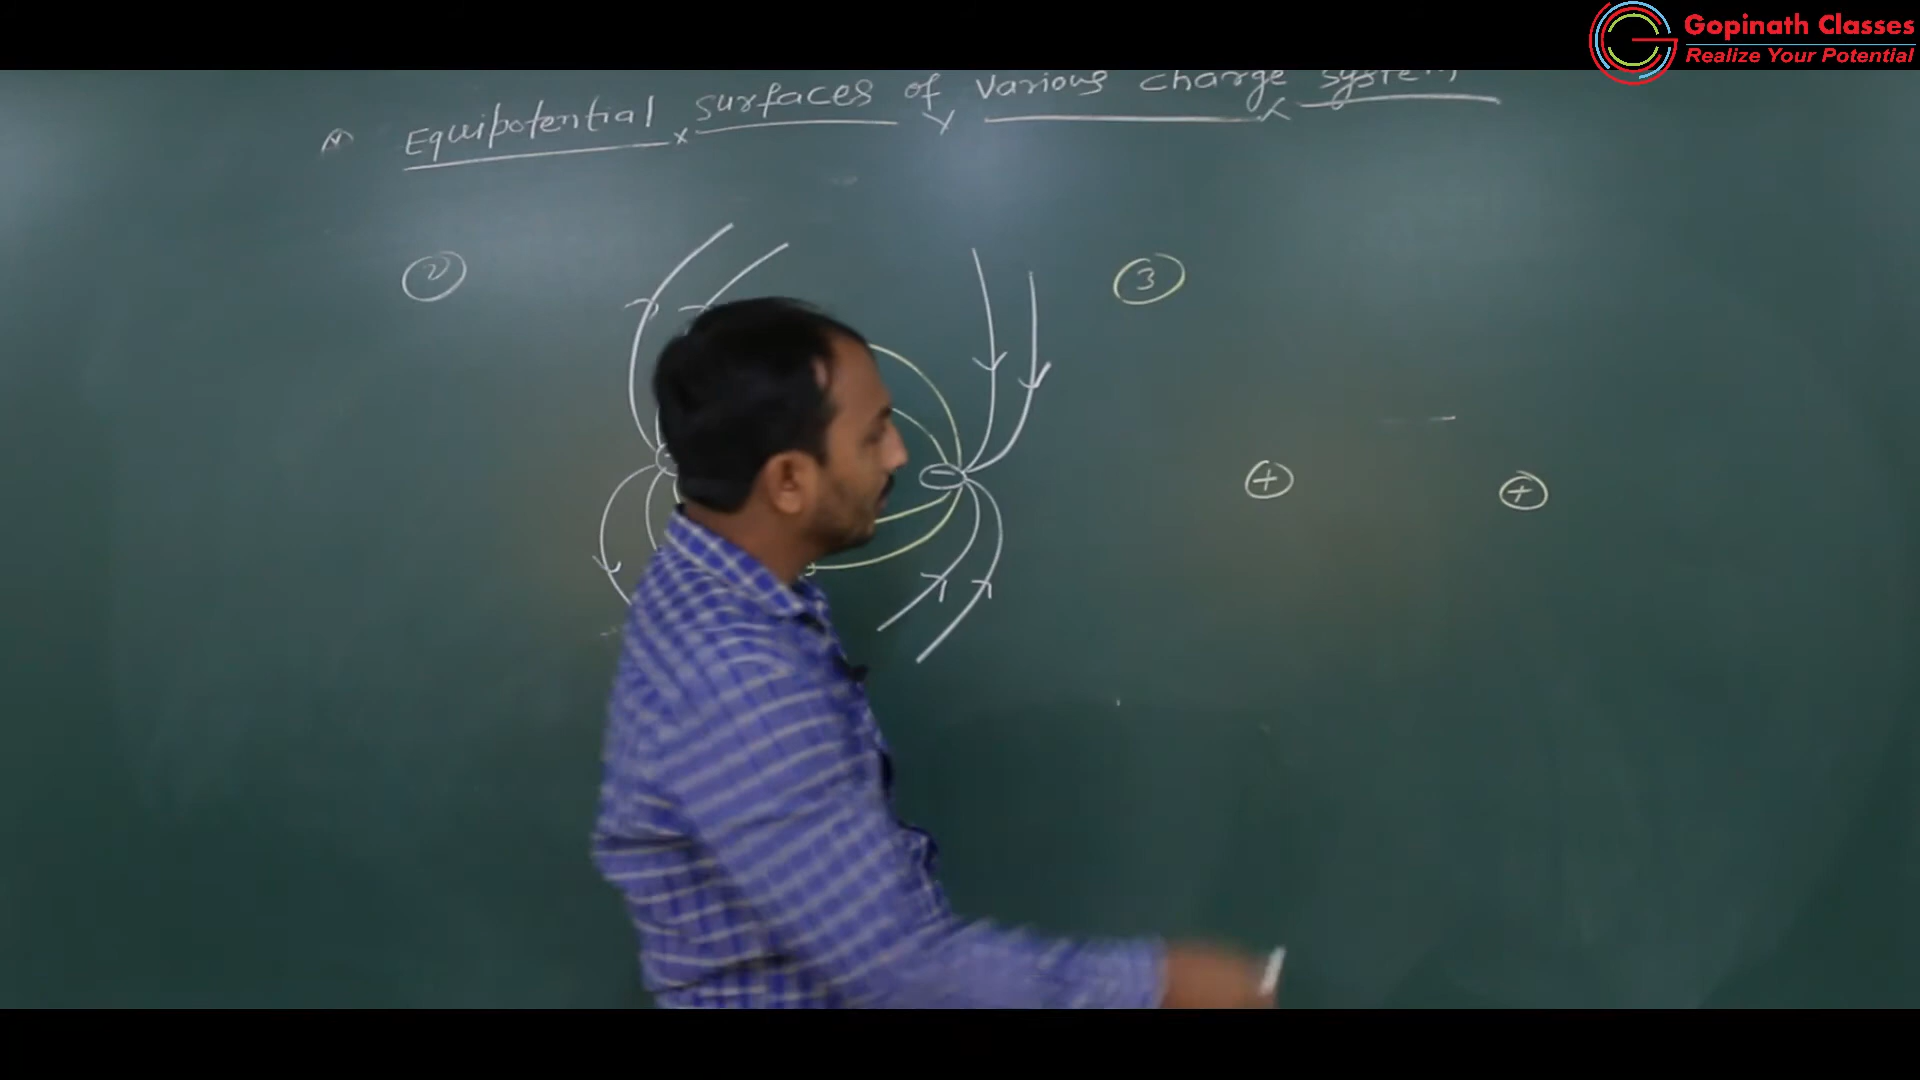 Gopinath Classes
Realize Your Potential
Equipotential surfaces of various charge system
2
3
-
+ +